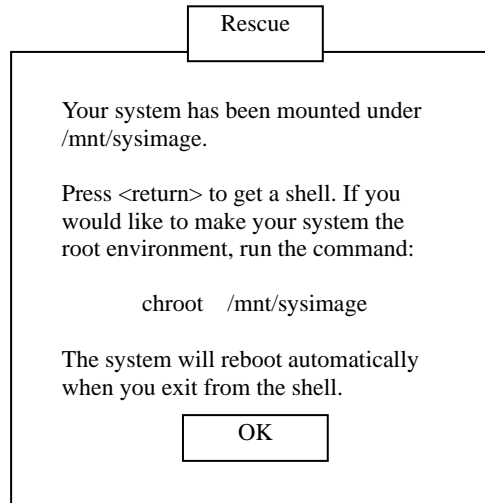 Rescue
Your system has been mounted under
/mnt/sysimage.
Press <return> to get a shell. If you
would like to make your system the
root environment, run the command:
chroot /mnt/sysimage
The system will reboot automatically
when you exit from the shell.
OK